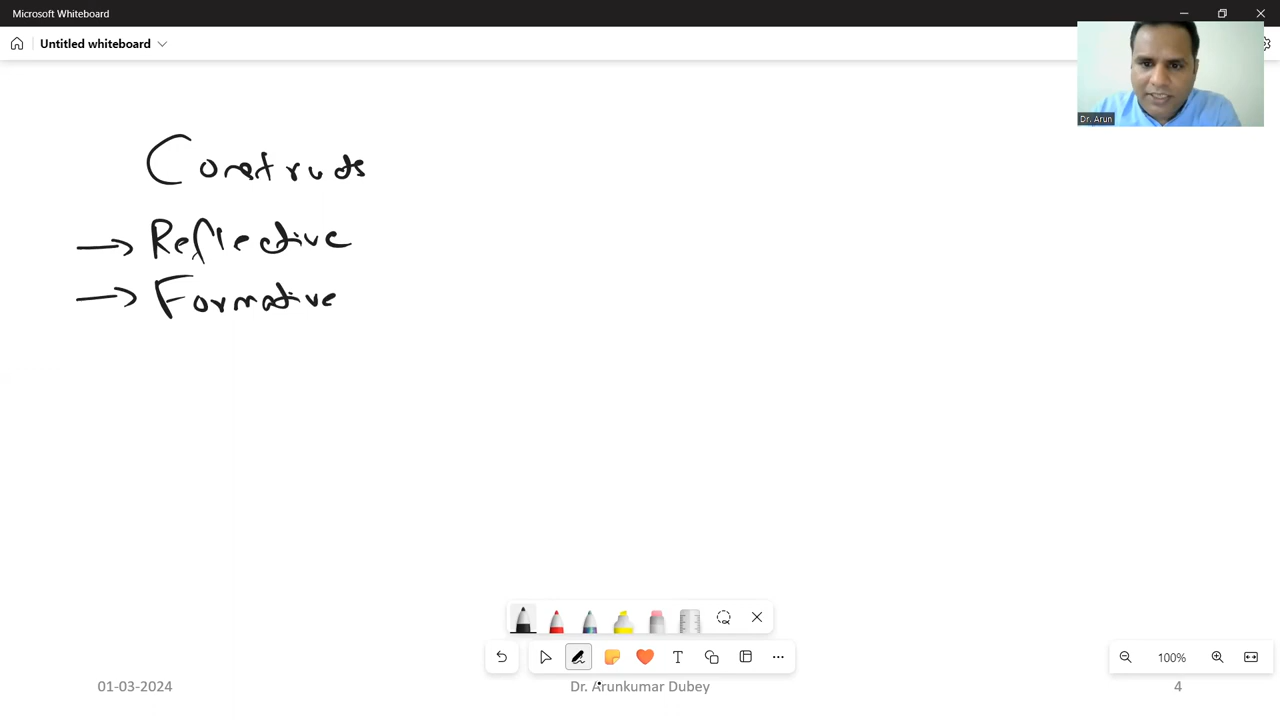 Microsoft Whiteboard
Untitled whiteboard
Dr. Arun
Constructs
→ Reflective
→ Formative
T
100%
01-03-2024
Dr. Arunkumar Dubey
4